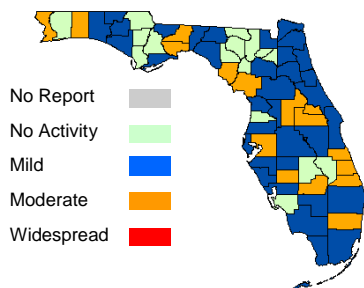 No Report
No Activity
Mild
Moderate
Widespread